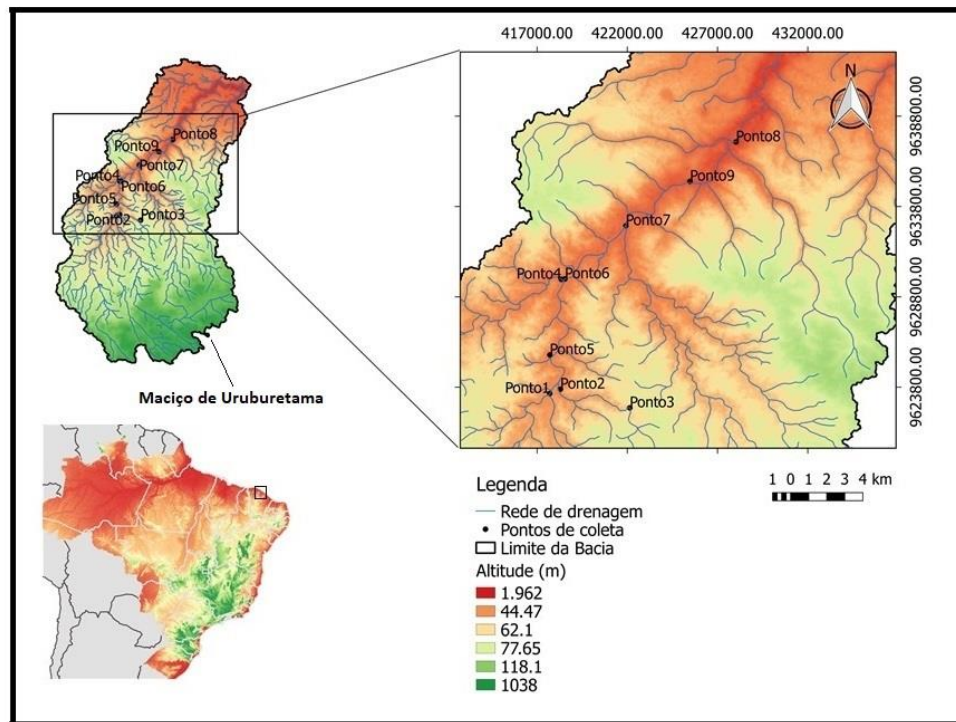 417000.00 422000.00 427000.00 432000.00
N
9638800.00
9633800.00
9628800.00
9623800.00
Ponto8
Ponto9
Ponto7
Ponto4
Ponto6
Ponto5
Ponto2
Ponto3
Maciço de Uruburetama
Ponto8
Ponto9
Ponto7
Ponto4 Ponto6
Ponto5
Ponto1 Ponto2
Ponto3
1 0 1 2 3 4 km
Legenda
Rede de drenagem
Pontos de coleta
Limite da Bacia
Altitude (m)
1.962
44.47
62.1
77.65
118.1
1038